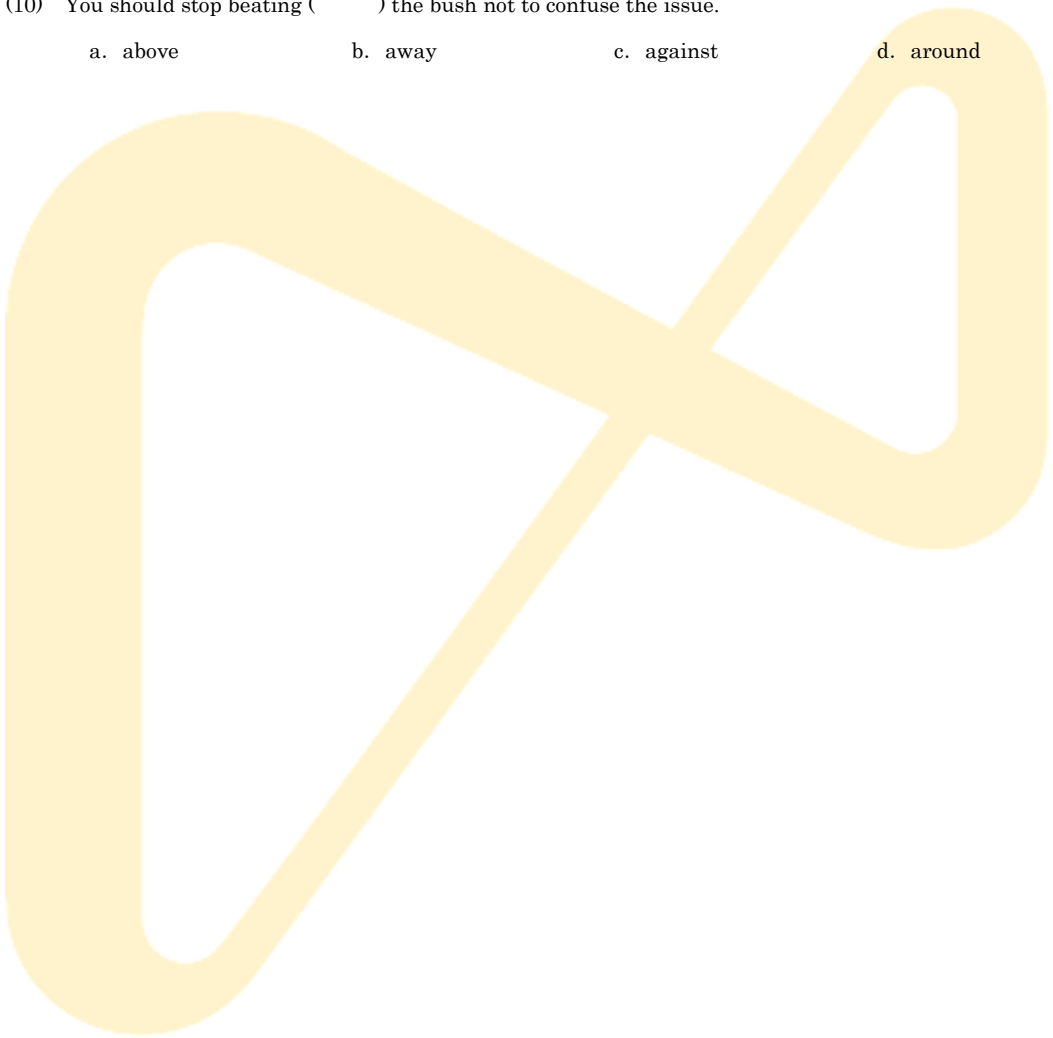 (10) You should stop beating ( ) the bush not to confuse the issue.
a. above b. away c. against d. around